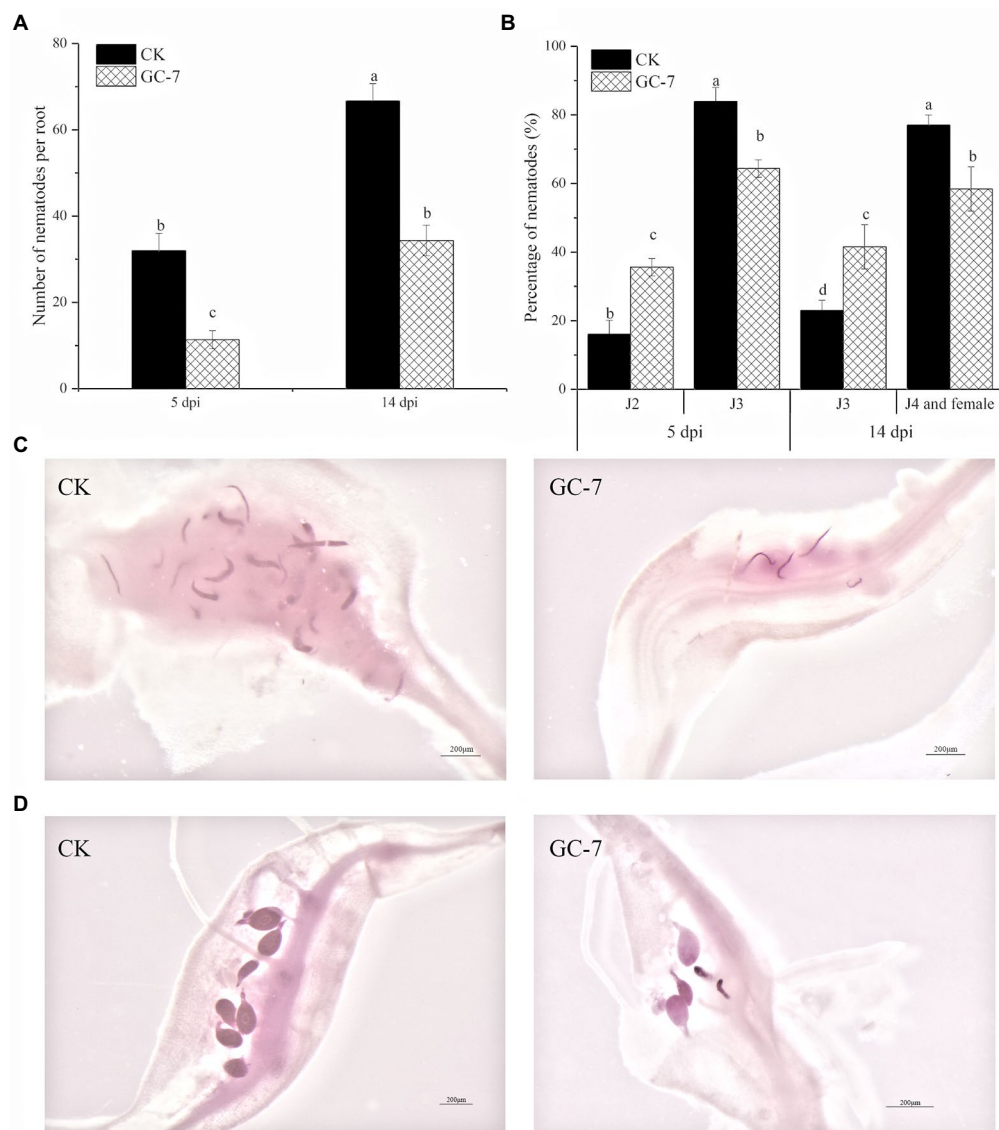 A
Number of nematodes per root
80
60
40
20
0
CK
GC-7
b
c
a
b
5 dpi
14 dpi
B
Percentage of nematodes (%)
100
80
60
40
20
0
CK
GC-7
b
c
a
b
d
c
a
b
J2
J3
J3
J4 and female
5 dpi
14 dpi
C
CK
200μm
GC-7
200μm
D
CK
200μm
GC-7
200μm